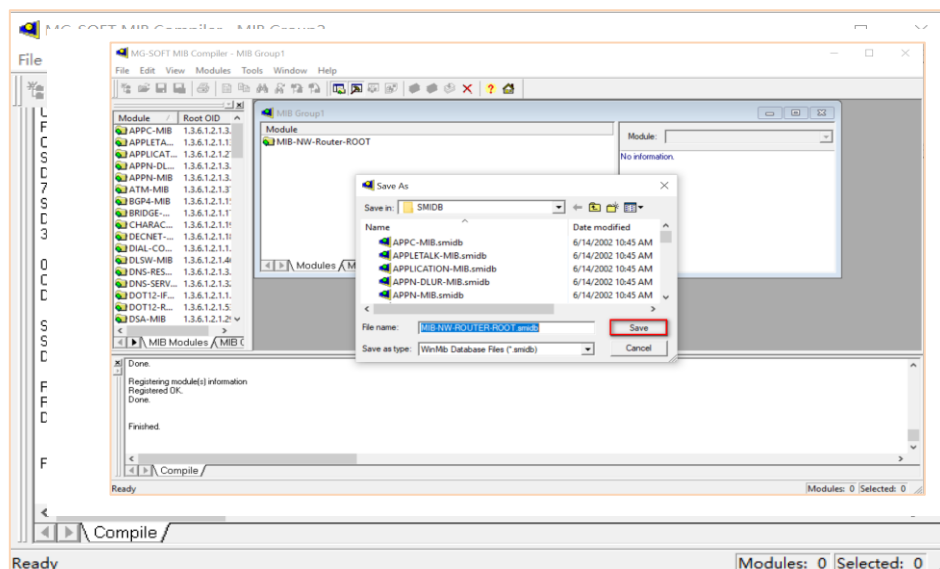 MG-SOFT MIB Compiler - MIB Group2
File
MG-SOFT MIB Compiler - MIB Group1
File Edit View Modules Tools Window Help
Module / Root OID
APPC-MIB 1.3.6.1.2.1.3.
APPLETA... 1.3.6.1.2.1.1:
APPLICAT... 1.3.6.1.2.1.2
APPN-DL... 1.3.6.1.2.1.3.
APPN-MIB 1.3.6.1.2.1.3.
ATM-MIB 1.3.6.1.2.1.3
BGP4-MIB 1.3.6.1.2.1.1
BRIDGE-... 1.3.6.1.2.1.1
CHARAC... 1.3.6.1.2.1.1
DECNET-... 1.3.6.1.2.1.1
DIAL-CO... 1.3.6.1.2.1.1.
DLSW-MIB 1.3.6.1.2.1.4
DNS-RES... 1.3.6.1.2.1.3.
DNS-SERV... 1.3.6.1.2.1.3.
DOT12-IF... 1.3.6.1.2.1.1.
DOT12-R... 1.3.6.1.2.1.5
DSA-MIB 1.3.6.1.2.1.2
MIB Modules MIB
MIB Group1
Module
MIB-NW-Router-ROOT
Module:
No information.
Modules
Save As
Save in: SMIDB
Name Date modified
APPC-MIB.smidb 6/14/2002 10:45 AM
APPLETALK-MIB.smidb 6/14/2002 10:45 AM
APPLICATION-MIB.smidb 6/14/2002 10:45 AM
APPN-DLUR-MIB.smidb 6/14/2002 10:45 AM
APPN-MIB.smidb 6/14/2002 10:45 AM
File name: MIB-NW-ROUTER-ROOT.smidb Save
Save as type: WinMib Database Files (*.smidb) Cancel
Done.
Registering module(s) information
Registered OK.
Done.
Finished.
Compile
Ready Modules: 0 Selected: 0
Compile
Ready Modules: 0 Selected: 0